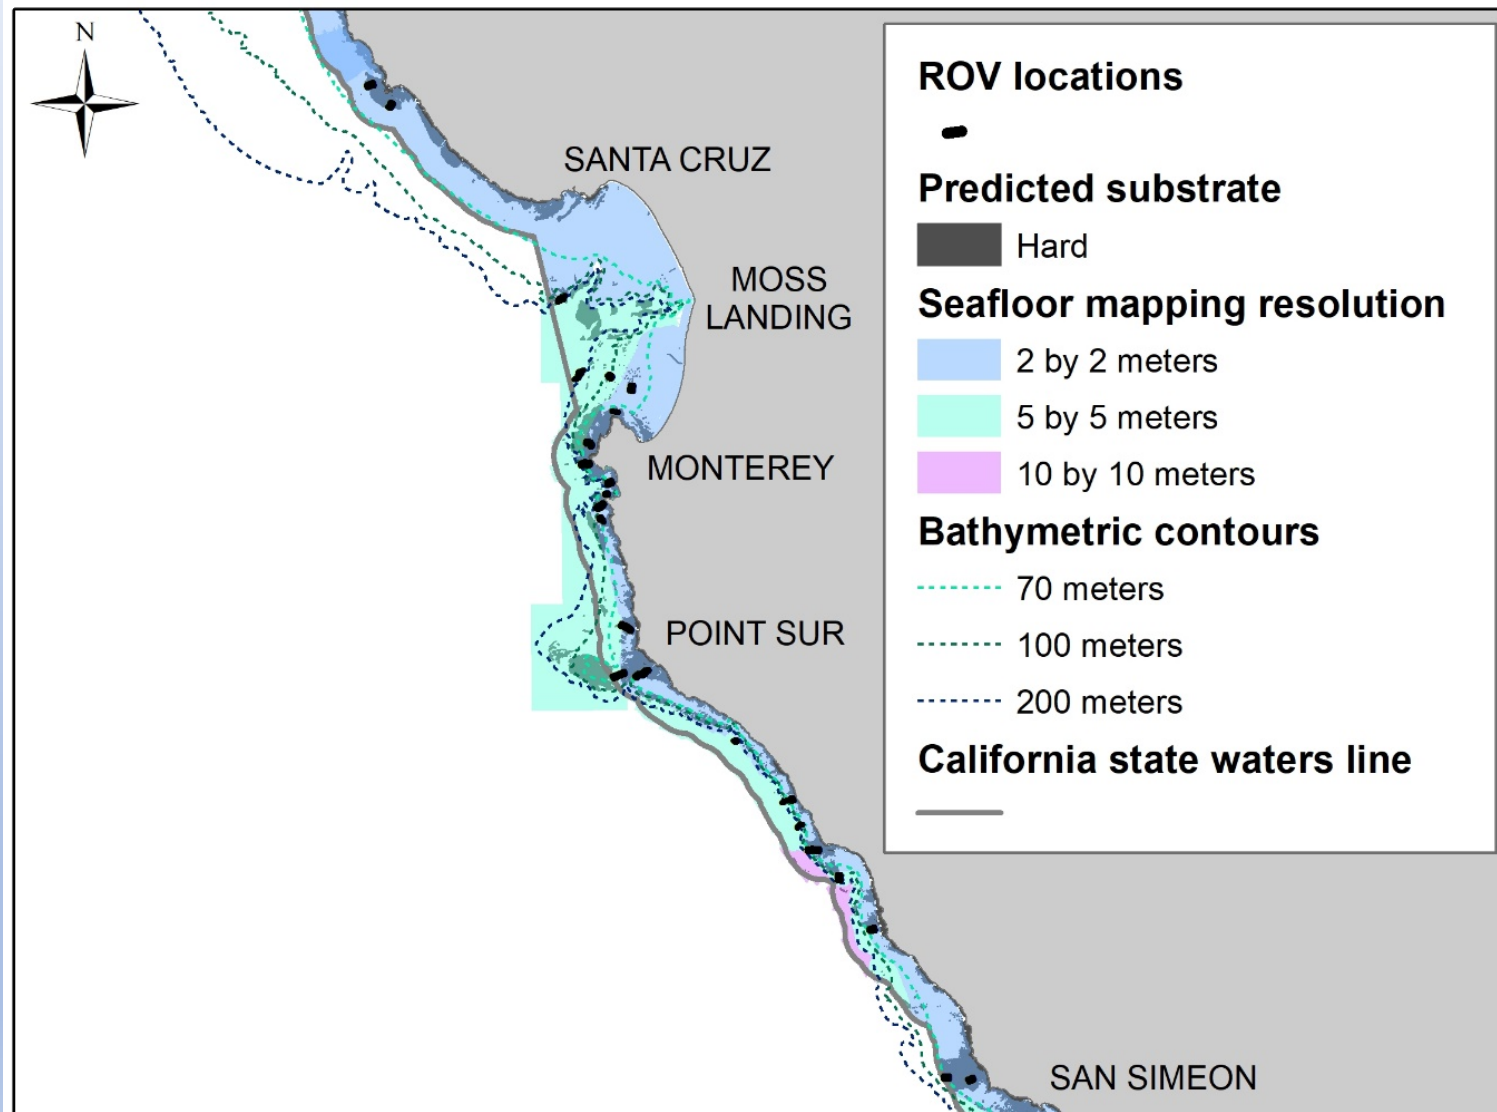 N
SANTA CRUZ
MOSS
LANDING
MONTEREY
POINT SUR
SAN SIMEON
ROV locations
Predicted substrate
Hard
Seafloor mapping resolution
2 by 2 meters
5 by 5 meters
10 by 10 meters
Bathymetric contours
70 meters
100 meters
200 meters
California state waters line